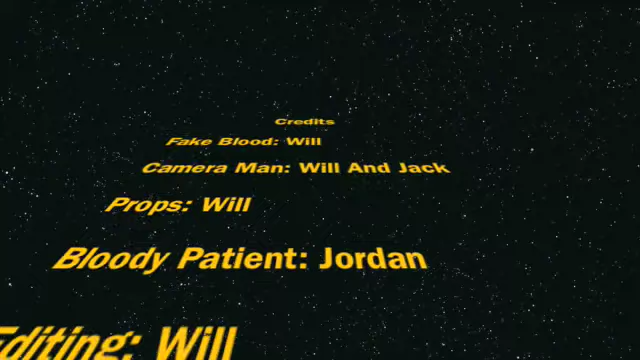 Credits
Fake Blood: Will
Camera Man: Will And Jack
Props: Will
Bloody Patient: Jordan
Editing: Will